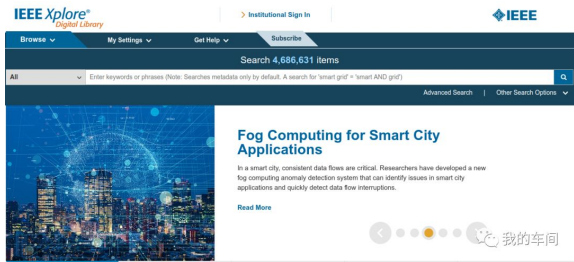 IEEE Xplore®
Digital Library
Institutional Sign In
IEEE
Browse
My Settings
Get Help
Subscribe
Search 4,686,631 items
All
Enter keywords or phrases (Note: Searches metadata only by default. A search for 'smart grid' = 'smart AND grid')
Advanced Search | Other Search Options
Fog Computing for Smart City
Applications
In a smart city, consistent data flows are critical. Researchers have developed a new
fog computing anomaly detection system that can identify issues in smart city
applications and quickly detect data flow interruptions.
Read More
我的车间